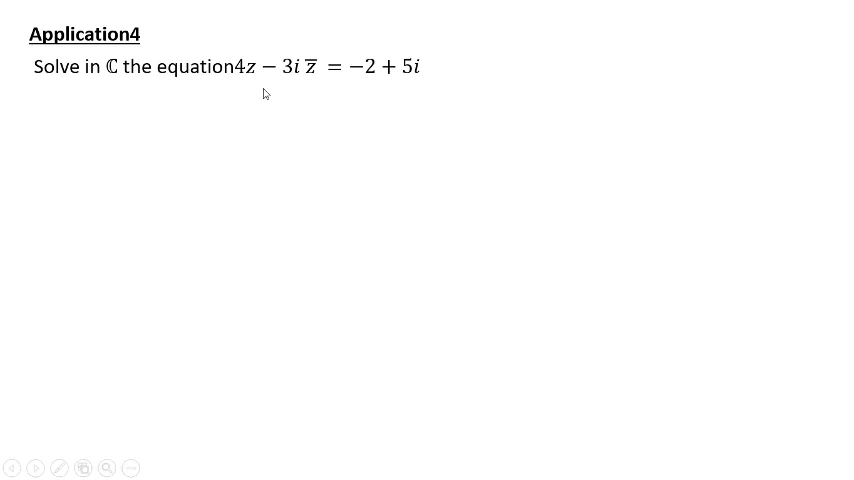 Application4
Solve in ℂ the equation4z − 3i z̅ = −2 + 5i